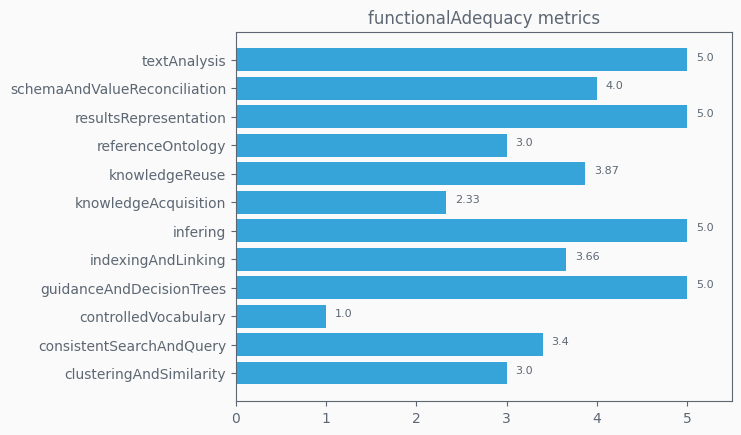 functionalAdequacy metrics
textAnalysis 5.0
schemaAndValueReconciliation 4.0
resultsRepresentation 5.0
referenceOntology 3.0
knowledgeReuse 3.87
knowledgeAcquisition 2.33
infering 5.0
indexingAndLinking 3.66
guidanceAndDecisionTrees 5.0
controlledVocabulary 1.0
consistentSearchAndQuery 3.4
clusteringAndSimilarity 3.0
0 1 2 3 4 5